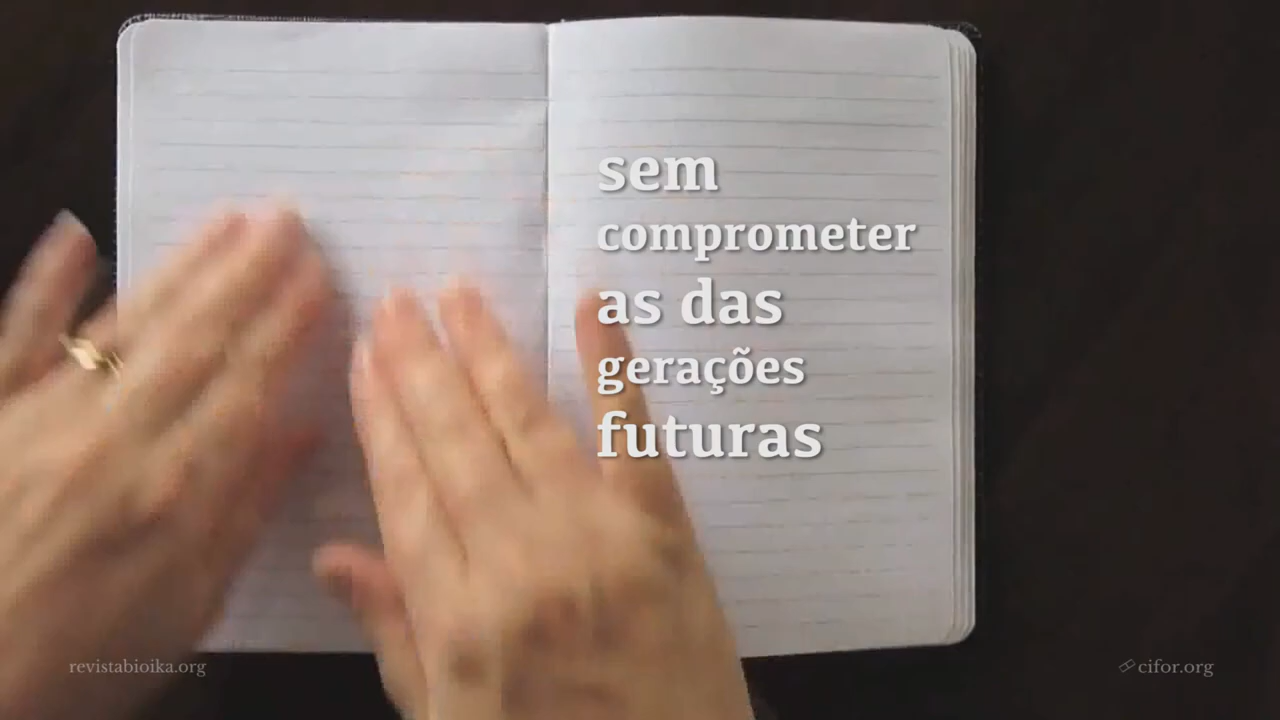 sem
comprometer
as das
gerações
futuras
revistabioika.org
cifor.org